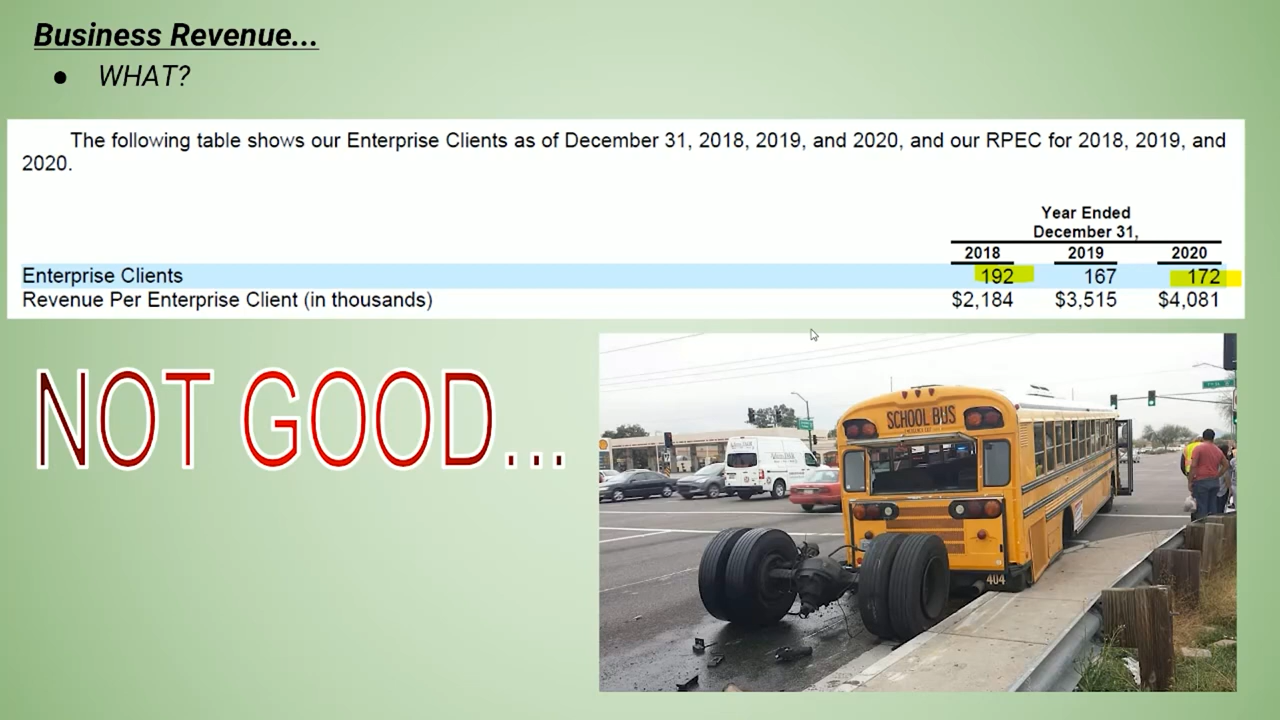 Business Revenue...
● WHAT?
The following table shows our Enterprise Clients as of December 31, 2018, 2019, and 2020, and our RPEC for 2018, 2019, and
2020.
Year Ended
December 31,
2018 2019 2020
Enterprise Clients 192 167 172
Revenue Per Enterprise Client (in thousands) $2,184 $3,515 $4,081
NOT GOOD...
SCHOOL BUS
404